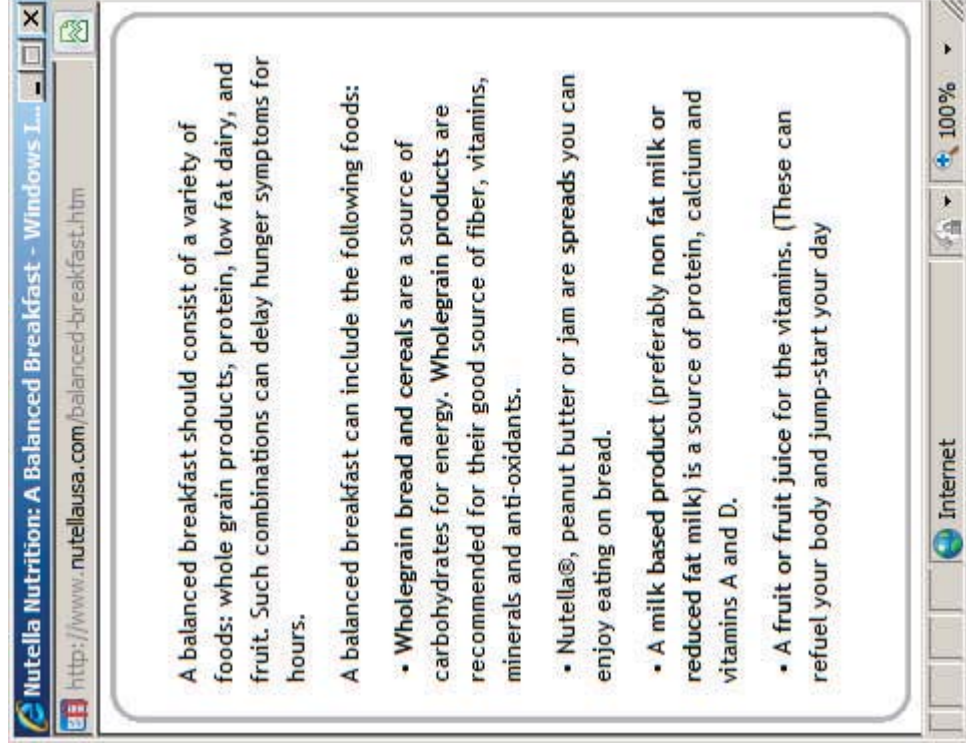 Nutella Nutrition: A Balanced Breakfast - Windows I...
http://www.nutellausa.com/balanced-breakfast.htm
A balanced breakfast should consist of a variety of
foods: whole grain products, protein, low fat dairy, and
fruit. Such combinations can delay hunger symptoms for
hours.
A balanced breakfast can include the following foods:
• Wholegrain bread and cereals are a source of
carbohydrates for energy. Wholegrain products are
recommended for their good source of fiber, vitamins,
minerals and anti-oxidants.
• Nutella®, peanut butter or jam are spreads you can
enjoy eating on bread.
• A milk based product (preferably non fat milk or
reduced fat milk) is a source of protein, calcium and
vitamins A and D.
• A fruit or fruit juice for the vitamins. (These can
refuel your body and jump-start your day
Internet
100%